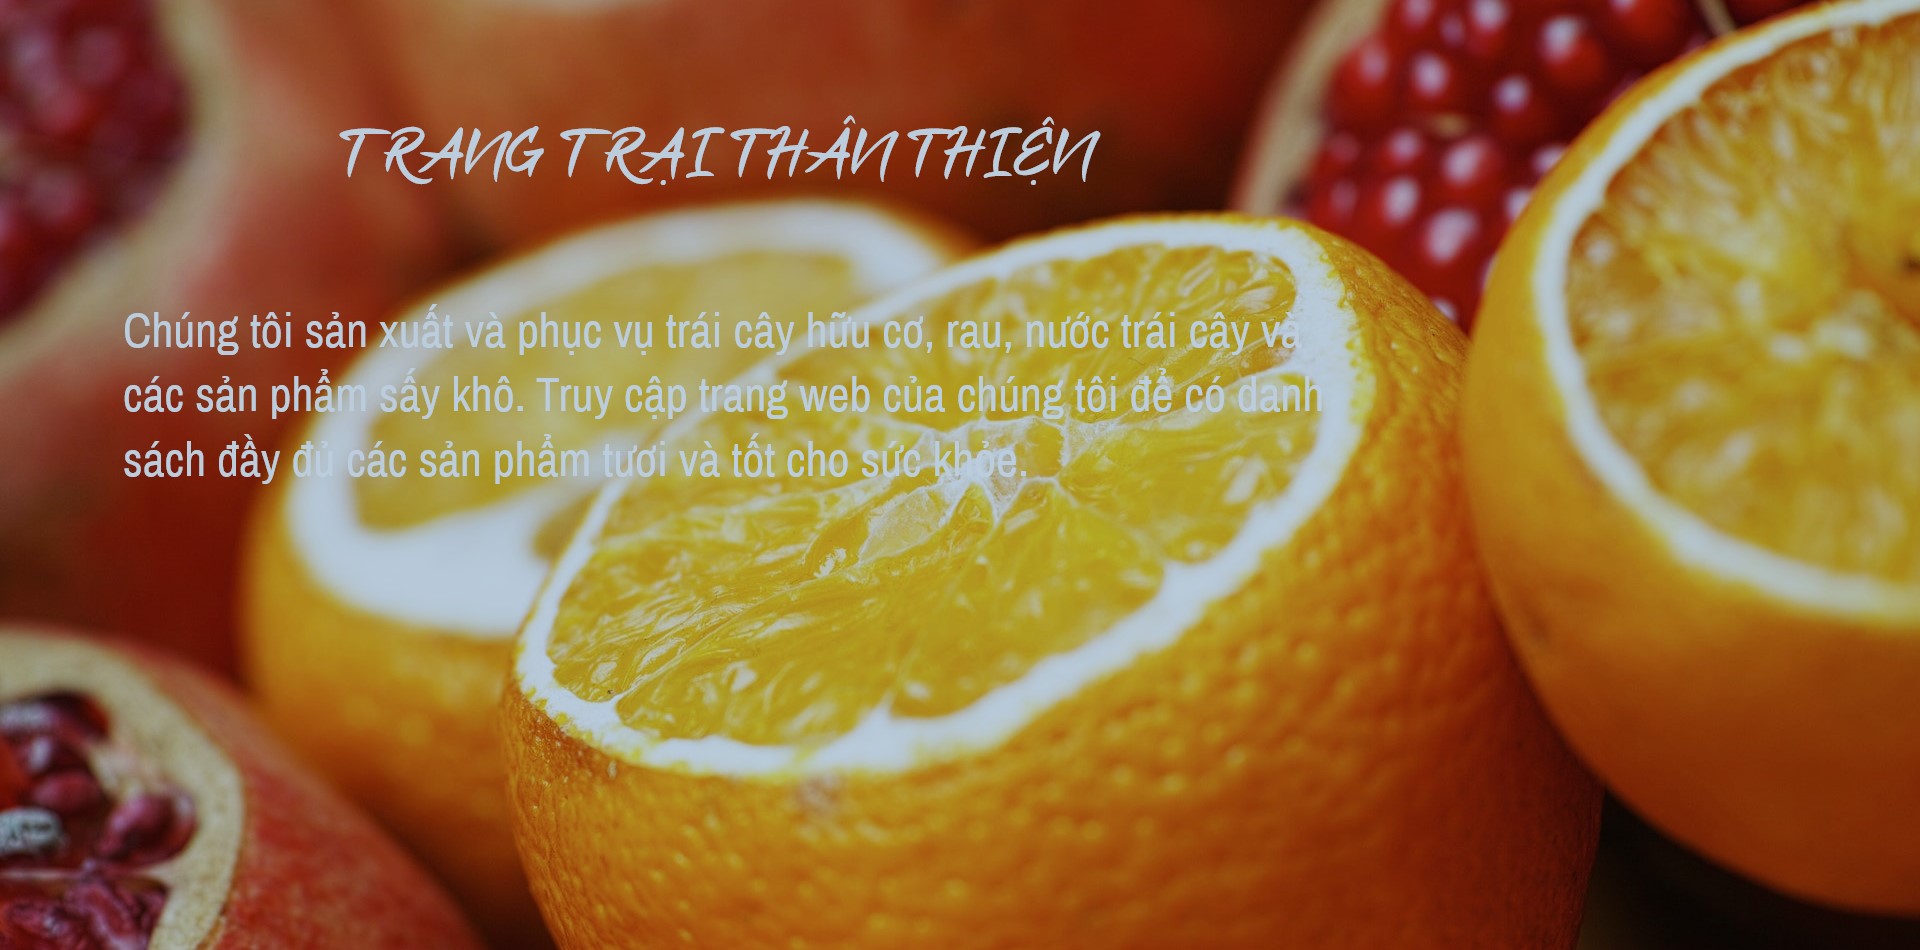 TRANG TRẠI THÂN THIỆN
Chúng tôi sản xuất và phục vụ trái cây hữu cơ, rau, nước trái cây và
các sản phẩm sấy khô. Truy cập trang web của chúng tôi để có danh
sách đầy đủ các sản phẩm tươi và tốt cho sức khỏe.